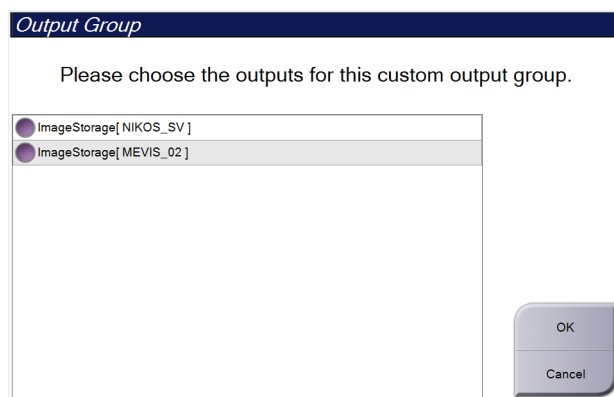 Output Group
Please choose the outputs for this custom output group.
ImageStorage[ NIKOS_SV ]
ImageStorage[ MEVIS_02 ]
OK
Cancel